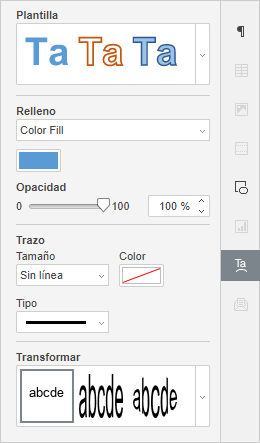 Plantilla
Ta Ta Ta
Relleno
Color Fill
Opacidad
0 100 100 %
Trazo
Tamaño Color
Sin línea
Tipo
Ta
Transformar
abcde abcde abcde